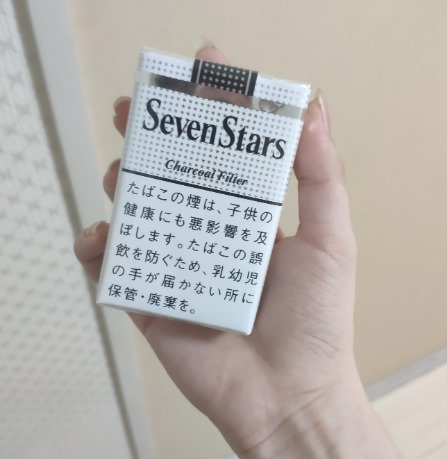 SevenStars
Charcoal Filter
たばこの煙は、子供の
健康にも悪影響を及
ぼします。たばこの誤
飲を防ぐため、乳幼児
の手が届かない所に
保管・廃棄を。